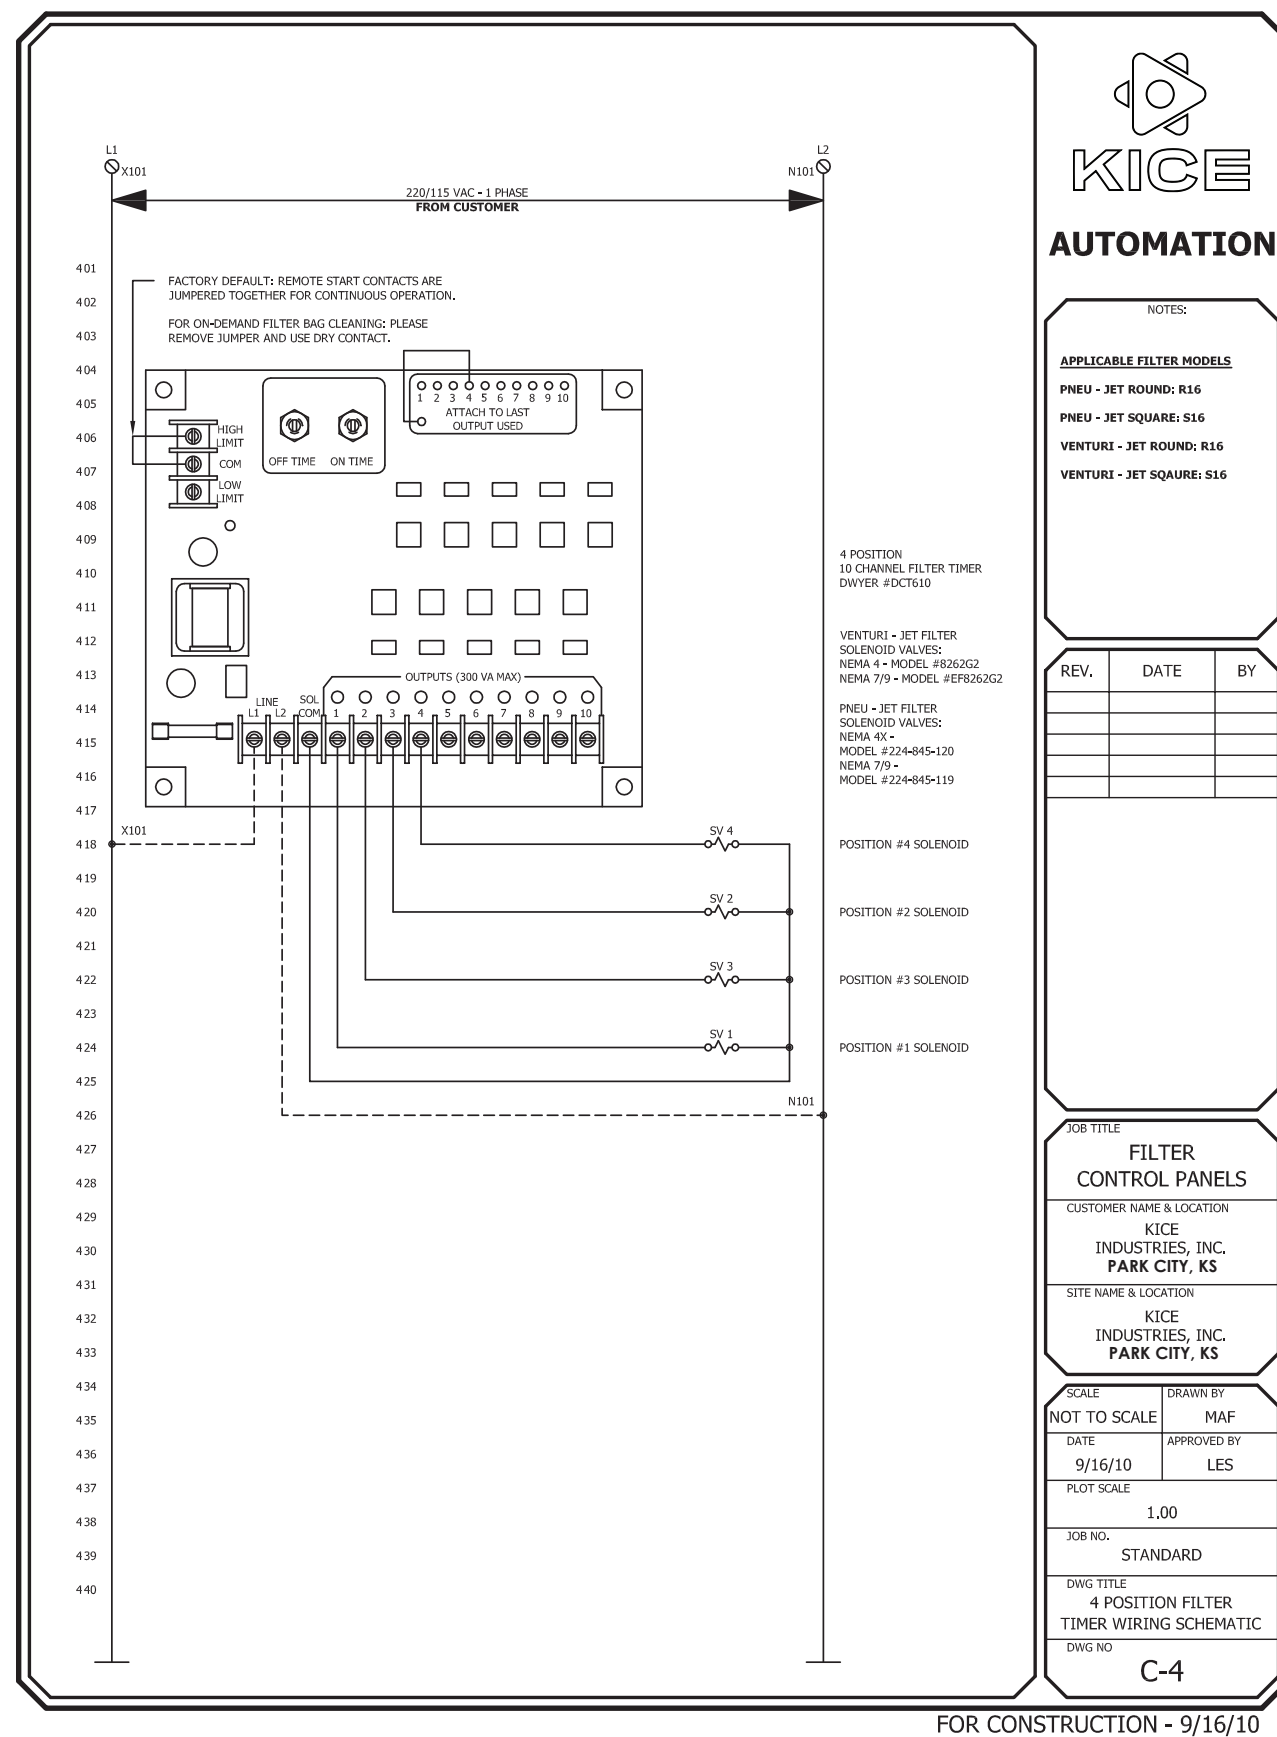 L1
X101
L2
N101
220/115 VAC - 1 PHASE
FROM CUSTOMER
401
402
403
404
405
406
407
408
409
410
411
412
413
414
415
416
417
418
419
420
421
422
423
424
425
426
427
428
429
430
431
432
433
434
435
436
437
438
439
440
FACTORY DEFAULT: REMOTE START CONTACTS ARE
JUMPERED TOGETHER FOR CONTINUOUS OPERATION.
FOR ON-DEMAND FILTER BAG CLEANING: PLEASE
REMOVE JUMPER AND USE DRY CONTACT.
HIGH
LIMIT
COM
LOW
LIMIT
OFF TIME ON TIME
1 2 3 4 5 6 7 8 9 10
ATTACH TO LAST
OUTPUT USED
OUTPUTS (300 VA MAX)
LINE
L1 L2
SOL
COM
1 2 3 4 5 6 7 8 9 10
4 POSITION
10 CHANNEL FILTER TIMER
DWYER #DCT610
VENTURI - JET FILTER
SOLENOID VALVES:
NEMA 4 - MODEL #8262G2
NEMA 7/9 - MODEL #EF8262G2
PNEU - JET FILTER
SOLENOID VALVES:
NEMA 4X -
MODEL #224-845-120
NEMA 7/9 -
MODEL #224-845-119
X101
SV 4
POSITION #4 SOLENOID
SV 2
POSITION #2 SOLENOID
SV 3
POSITION #3 SOLENOID
SV 1
POSITION #1 SOLENOID
N101
KICE
AUTOMATION
NOTES:
APPLICABLE FILTER MODELS
PNEU - JET ROUND: R16
PNEU - JET SQUARE: S16
VENTURI - JET ROUND: R16
VENTURI - JET SQAURE: S16
REV. DATE BY
JOB TITLE
FILTER
CONTROL PANELS
CUSTOMER NAME & LOCATION
KICE
INDUSTRIES, INC.
PARK CITY, KS
SITE NAME & LOCATION
KICE
INDUSTRIES, INC.
PARK CITY, KS
SCALE
NOT TO SCALE
DRAWN BY
MAF
DATE
9/16/10
APPROVED BY
LES
PLOT SCALE
1.00
JOB NO.
STANDARD
DWG TITLE
4 POSITION FILTER
TIMER WIRING SCHEMATIC
DWG NO
C-4
FOR CONSTRUCTION - 9/16/10